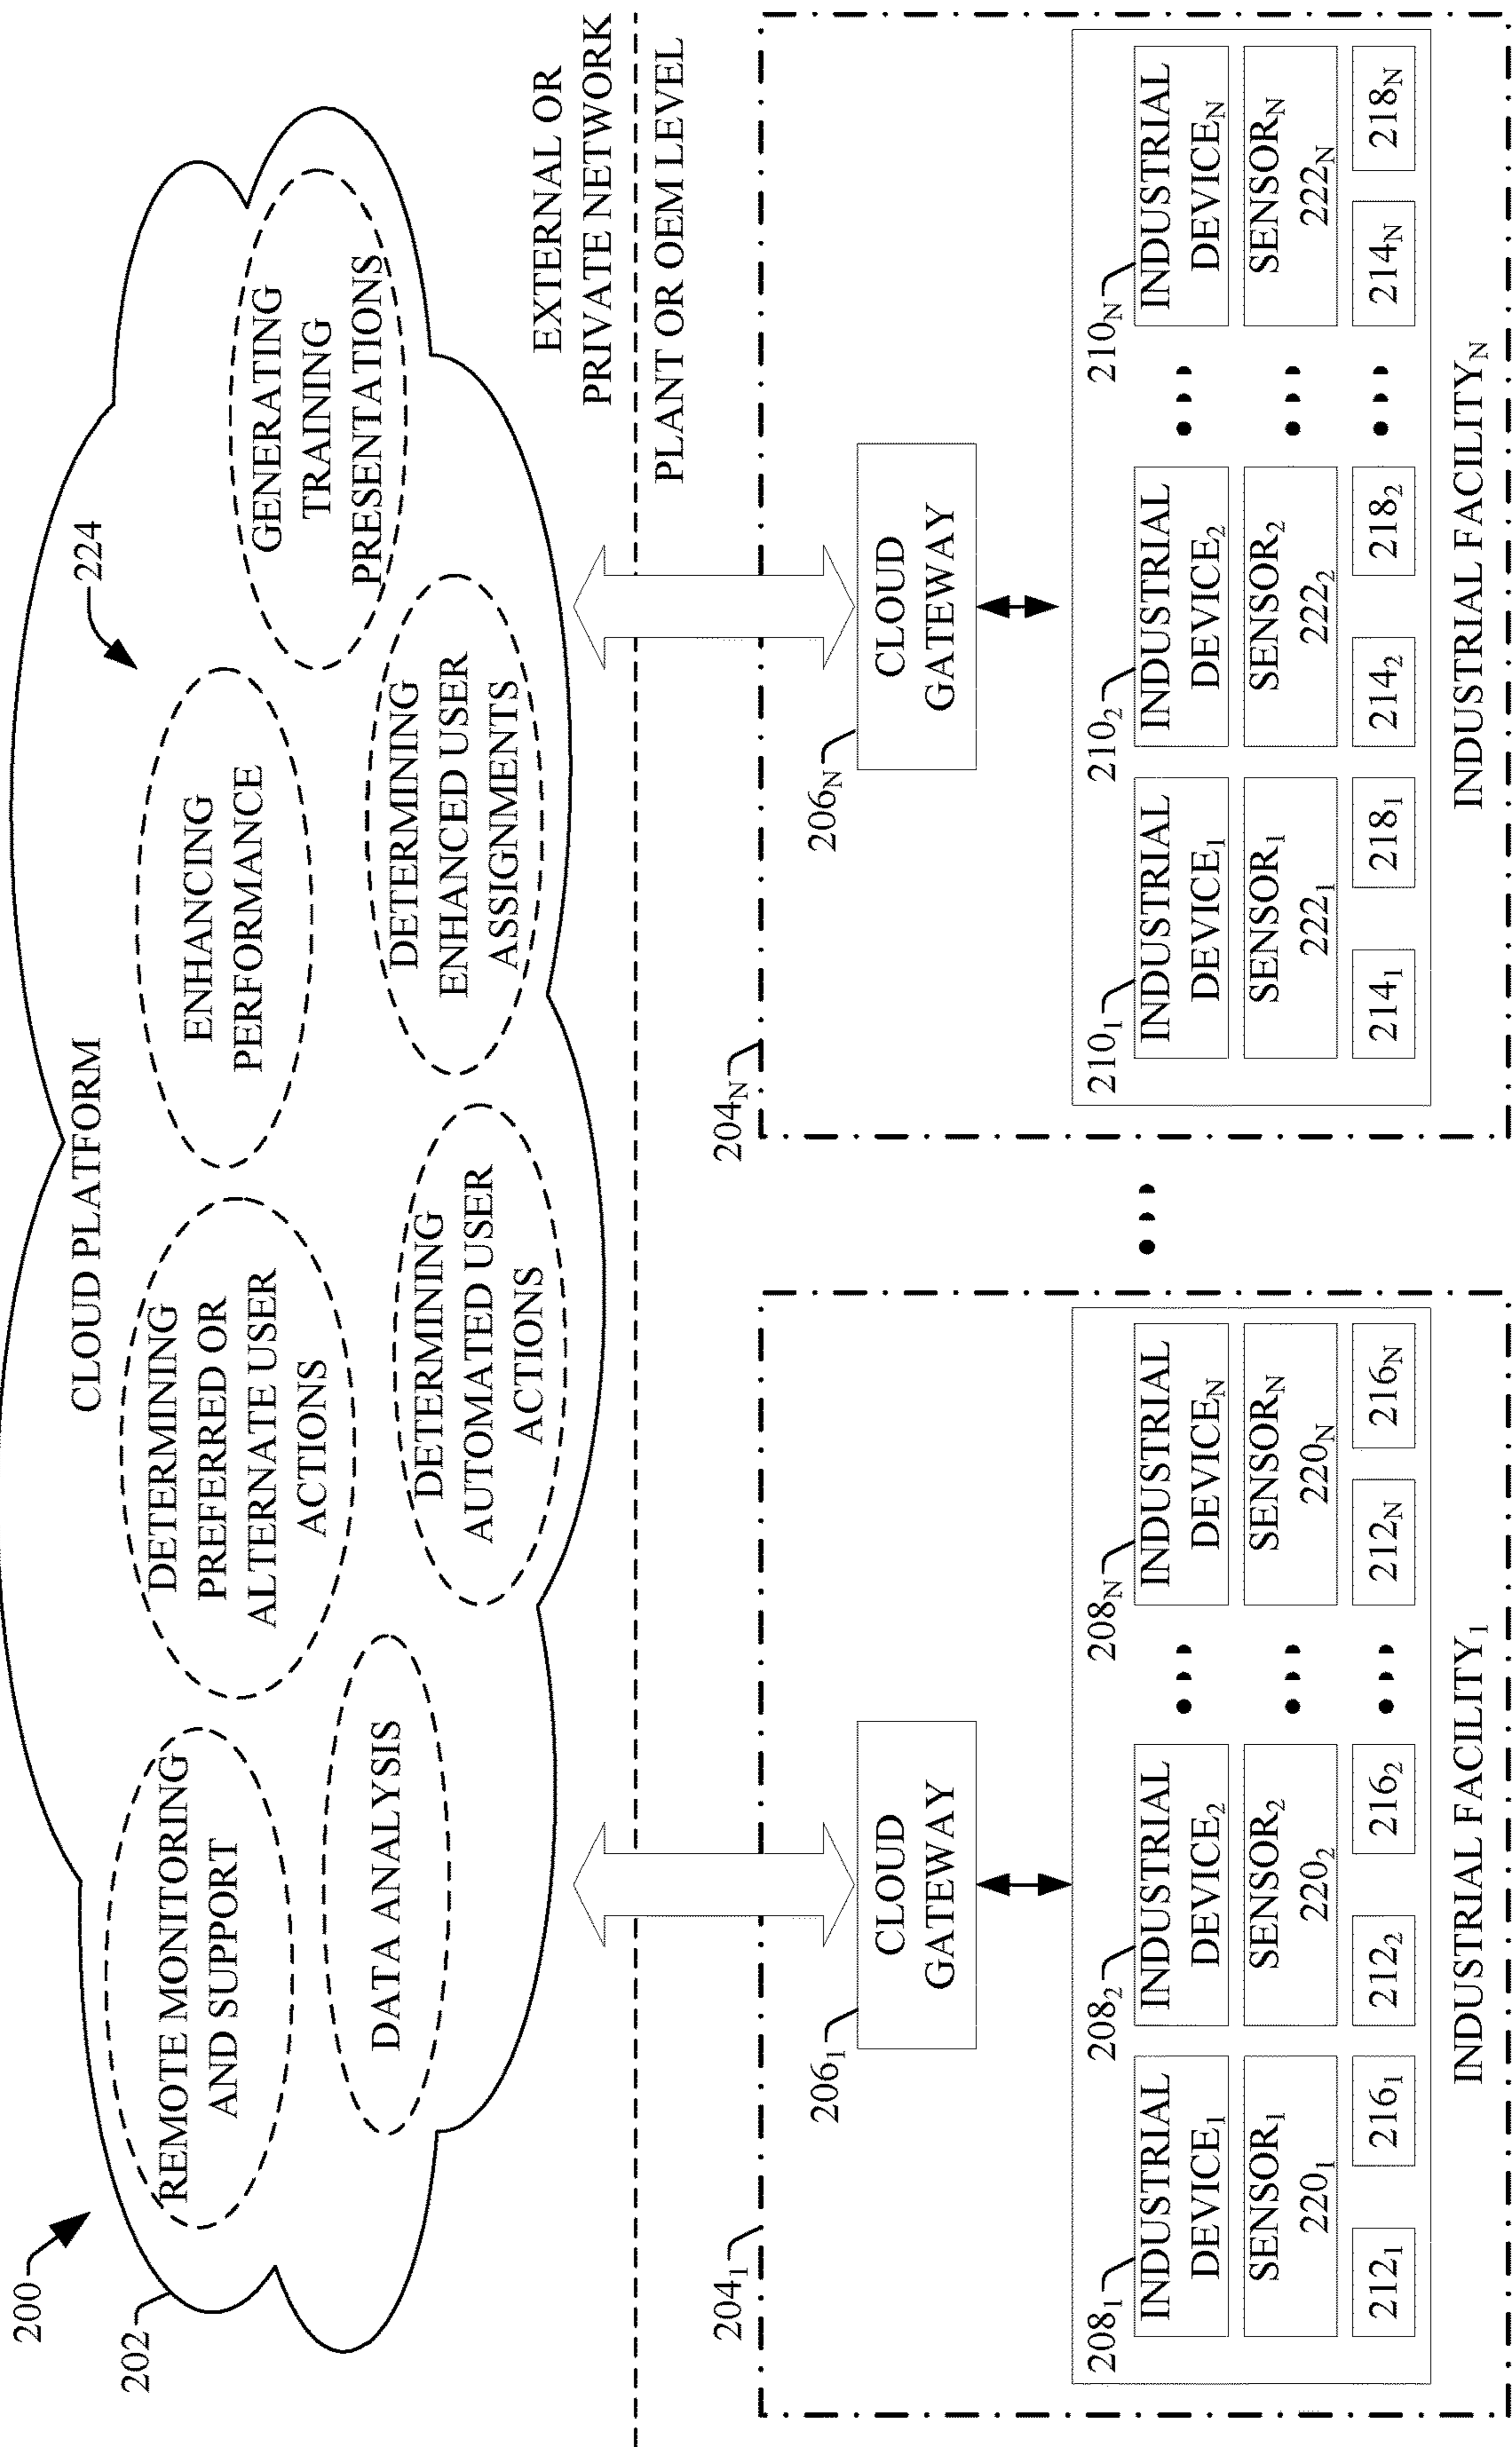 200
202
CLOUD PLATFORM
224
REMOTE MONITORING
AND SUPPORT
DATA ANALYSIS
DETERMINING
PREFERRED OR
ALTERNATE USER
ACTIONS
DETERMINING
AUTOMATED USER
ACTIONS
ENHANCING
PERFORMANCE
DETERMINING
ENHANCED USER
ASSIGNMENTS
GENERATING
TRAINING
PRESENTATIONS
EXTERNAL OR
PRIVATE NETWORK
PLANT OR OEM LEVEL
204₁
206₁
CLOUD
GATEWAY
208₁
INDUSTRIAL
DEVICE₁
SENSOR₁
220₁
212₁
216₁
208₂
INDUSTRIAL
DEVICE₂
SENSOR₂
220₂
212₂
216₂
208N
INDUSTRIAL
DEVICEN
SENSORN
220N
212N
216N
INDUSTRIAL FACILITY₁
204N
206N
CLOUD
GATEWAY
210₁
INDUSTRIAL
DEVICE₁
SENSOR₁
222₁
214₁
218₁
210₂
INDUSTRIAL
DEVICE₂
SENSOR₂
222₂
214₂
218₂
210N
INDUSTRIAL
DEVICEN
SENSORN
222N
214N
218N
INDUSTRIAL FACILITYN